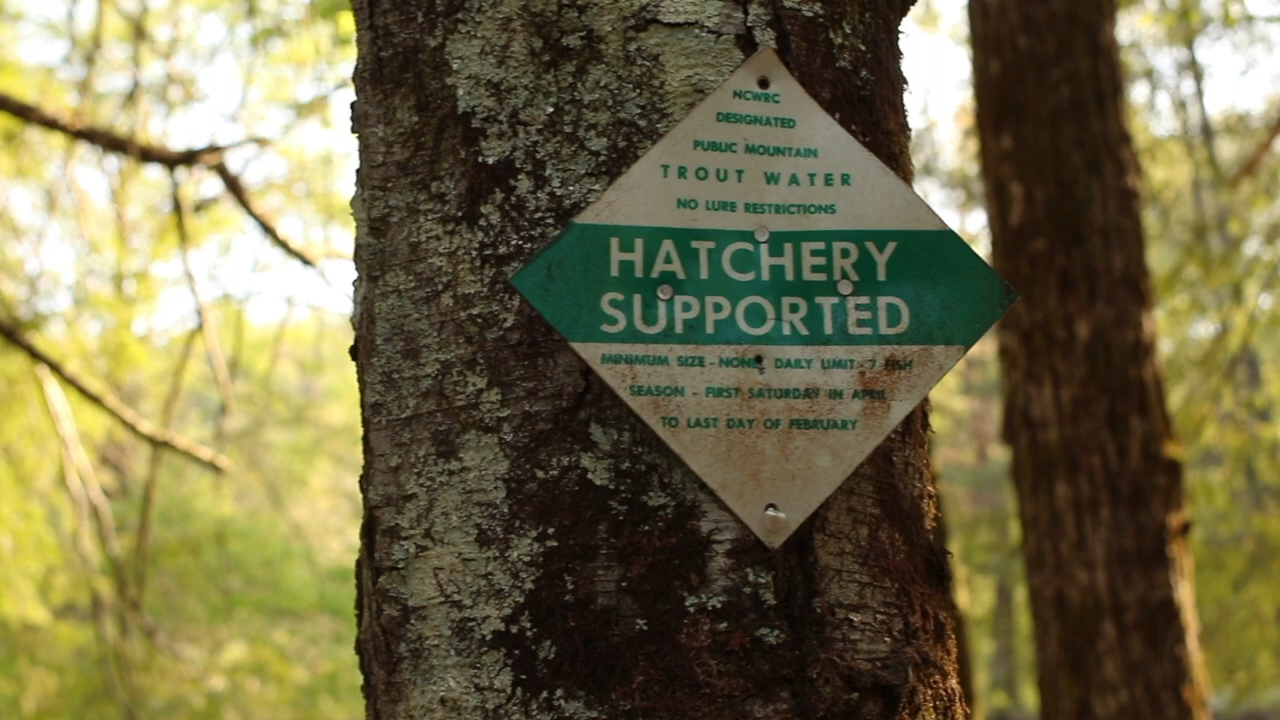 NCWRC
DESIGNATED
PUBLIC MOUNTAIN
TROUT WATER
NO LURE RESTRICTIONS
HATCHERY
SUPPORTED
MINIMUM SIZE - NONE DAILY LIMIT - 7 FISH
SEASON - FIRST SATURDAY IN APRIL
TO LAST DAY OF FEBRUARY